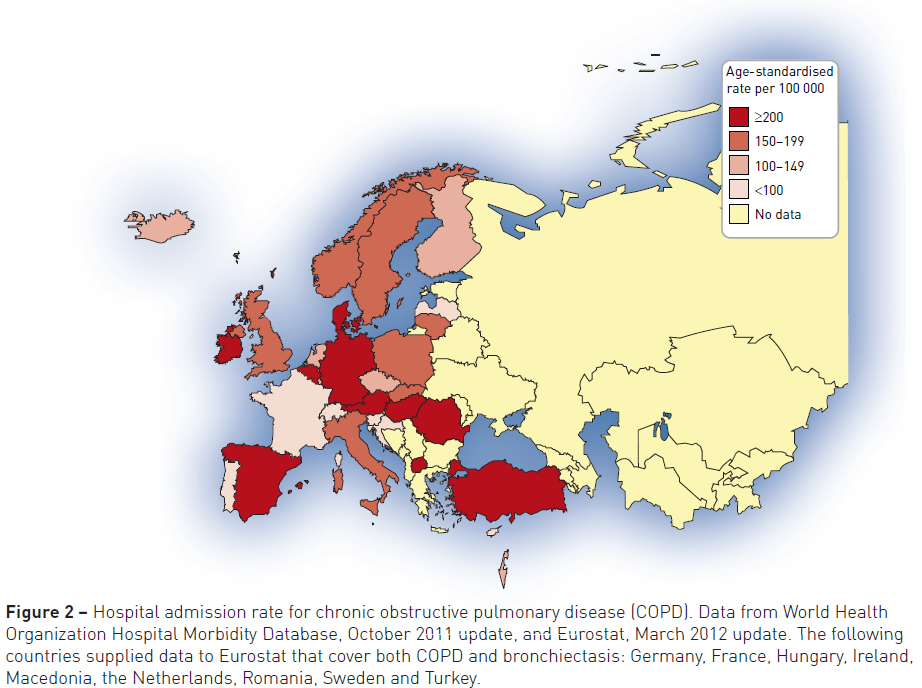 Age-standardised
rate per 100 000
≥200
150–199
100–149
<100
No data
Figure 2 – Hospital admission rate for chronic obstructive pulmonary disease (COPD). Data from World Health
Organization Hospital Morbidity Database, October 2011 update, and Eurostat, March 2012 update. The following
countries supplied data to Eurostat that cover both COPD and bronchiectasis: Germany, France, Hungary, Ireland,
Macedonia, the Netherlands, Romania, Sweden and Turkey.